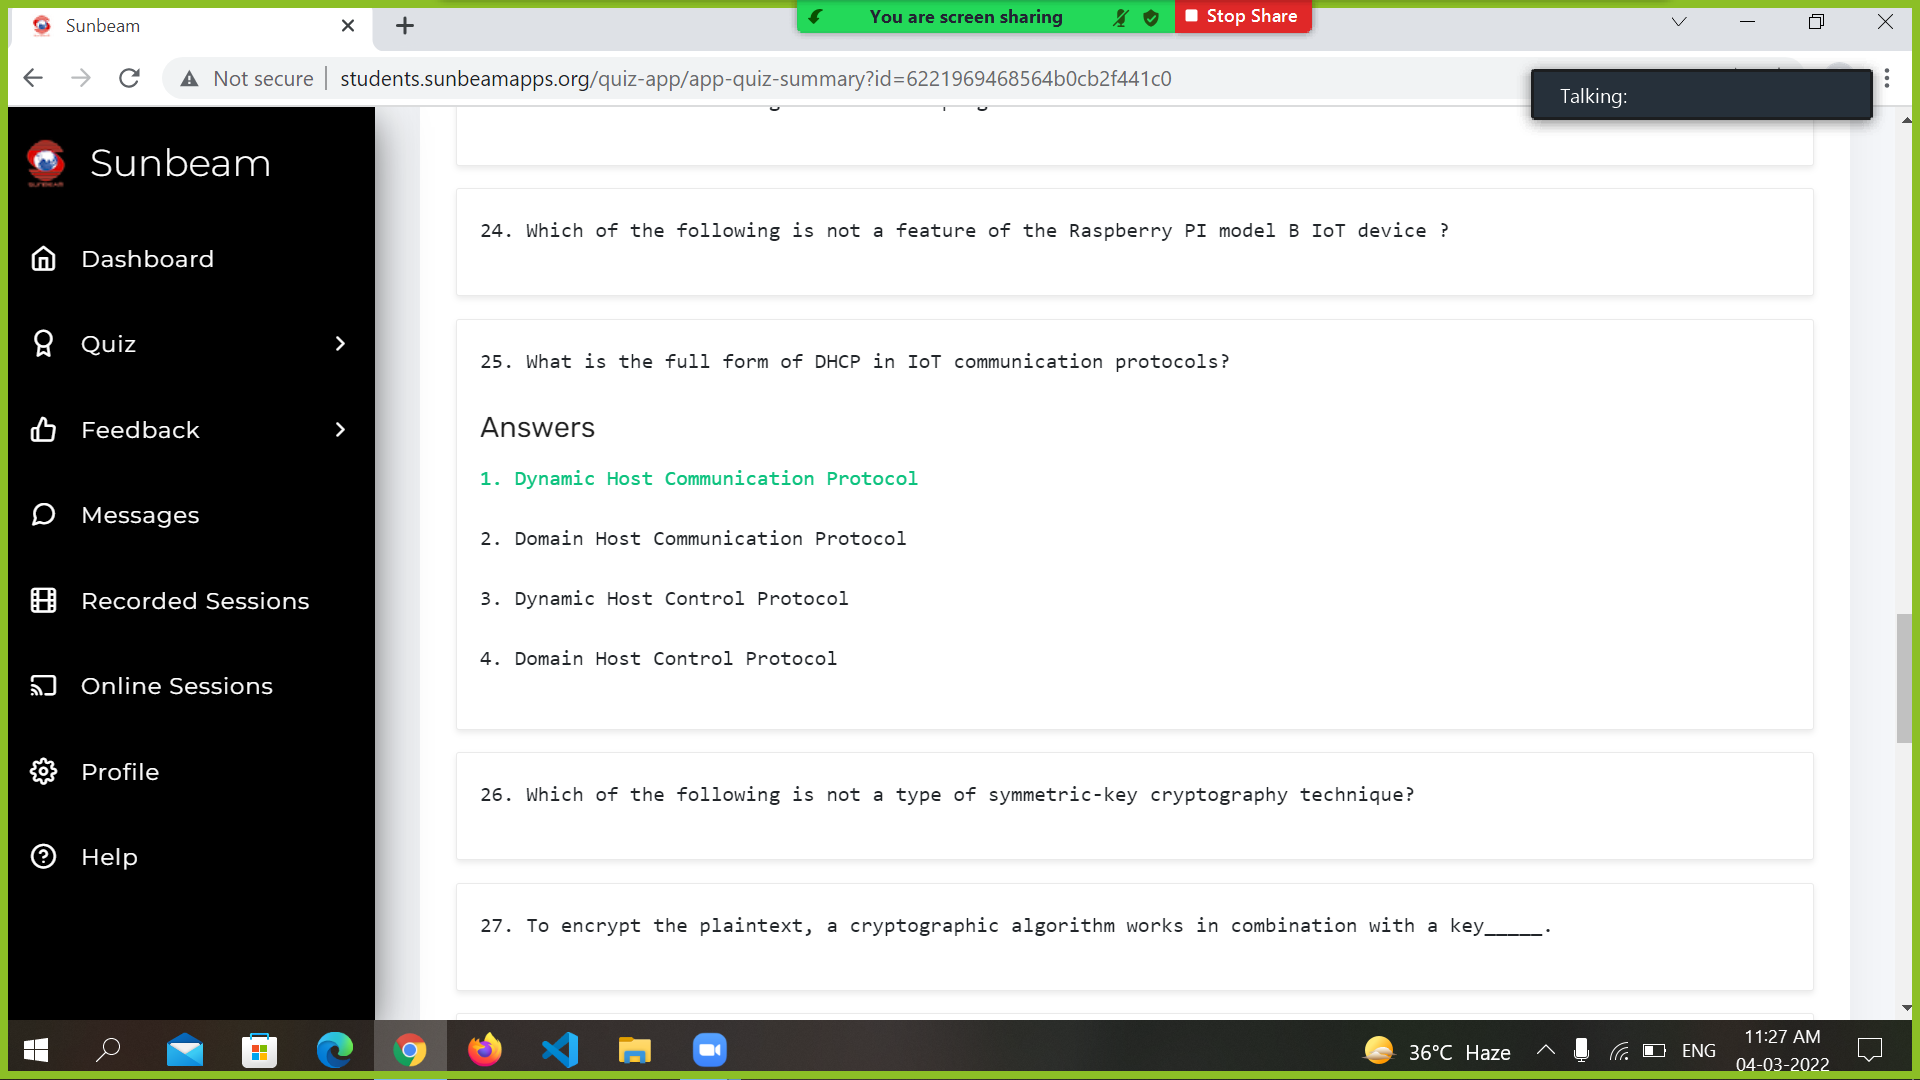 Sunbeam
You are screen sharing
Stop Share
Not secure
students.sunbeamapps.org/quiz-app/app-quiz-summary?id=6221969468564b0cb2f441c0
Talking:
Sunbeam
Dashboard
Quiz
Feedback
Messages
Recorded Sessions
Online Sessions
Profile
Help
24. Which of the following is not a feature of the Raspberry PI model B IoT device ?
25. What is the full form of DHCP in IoT communication protocols?
Answers
1. Dynamic Host Communication Protocol
2. Domain Host Communication Protocol
3. Dynamic Host Control Protocol
4. Domain Host Control Protocol
26. Which of the following is not a type of symmetric-key cryptography technique?
27. To encrypt the plaintext, a cryptographic algorithm works in combination with a key_____.
36°C Haze
ENG
11:27 AM
04-03-2022